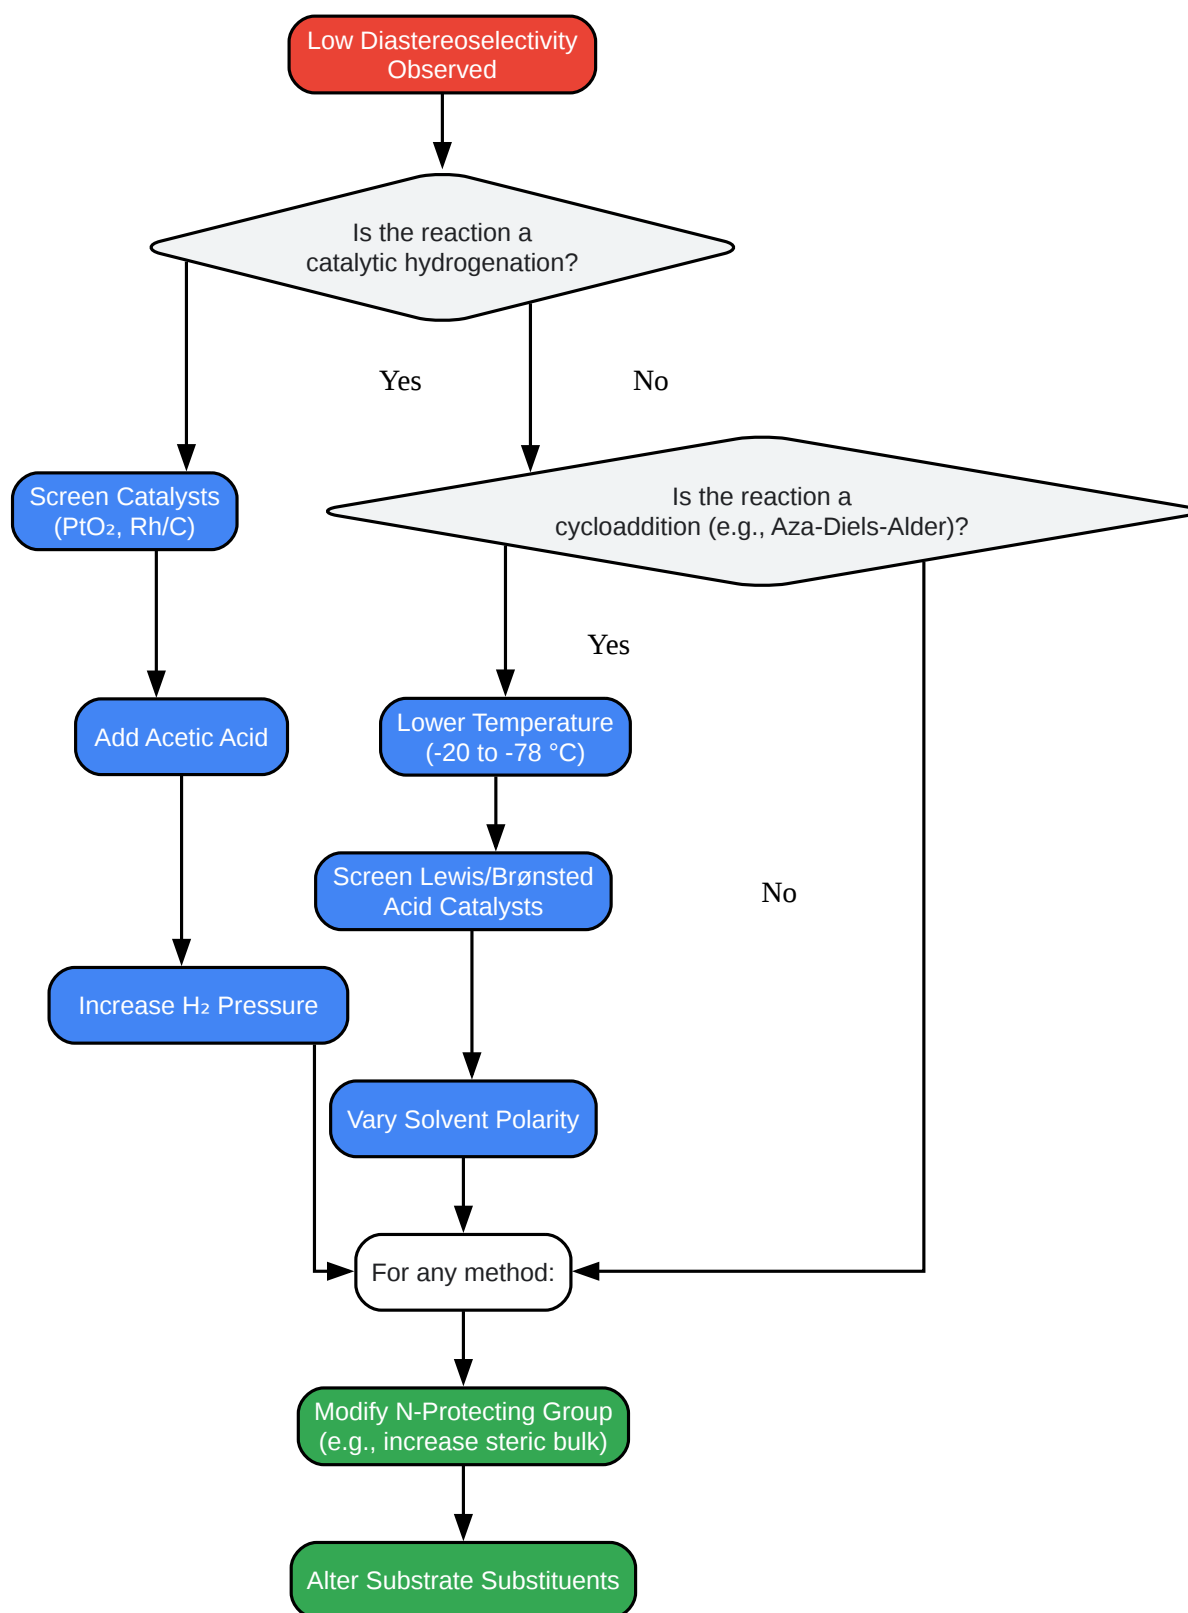 Low Diastereoselectivity
Observed
Is the reaction a
catalytic hydrogenation?
Yes
No
Screen Catalysts
(PtO₂, Rh/C)
Is the reaction a
cycloaddition (e.g., Aza-Diels-Alder)?
Yes
Add Acetic Acid
Lower Temperature
(-20 to -78 °C)
Screen Lewis/Brønsted
Acid Catalysts
No
Increase H₂ Pressure
Vary Solvent Polarity
For any method:
Modify N-Protecting Group
(e.g., increase steric bulk)
Alter Substrate Substituents